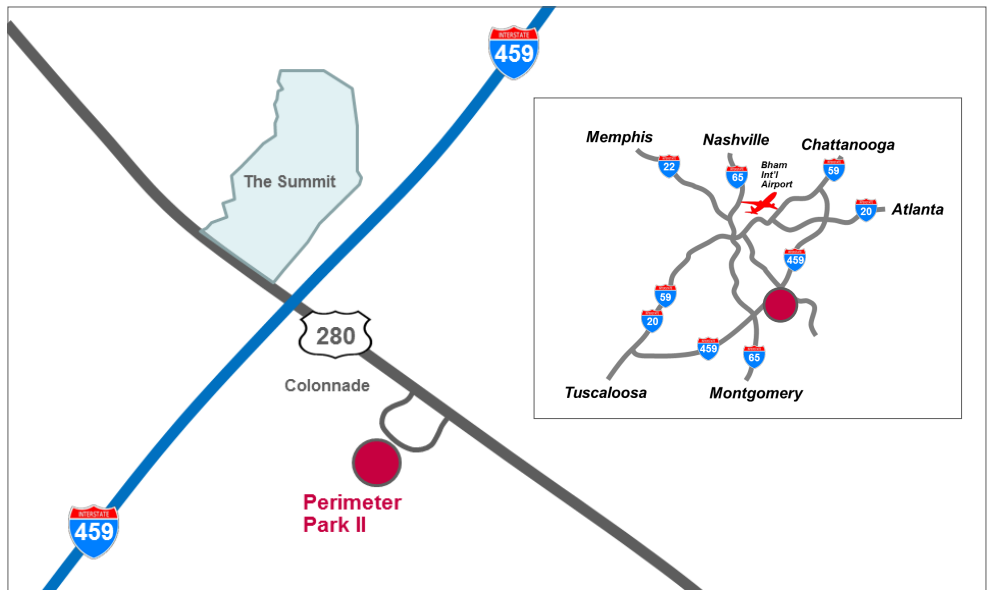 INTERSTATE
459
The Summit
280
Colonnade
Perimeter
Park II
INTERSTATE
459
Memphis
Nashville
Chattanooga
22
65
Bham
Int'l
Airport
59
20
Atlanta
459
59
20
459
65
Tuscaloosa
Montgomery